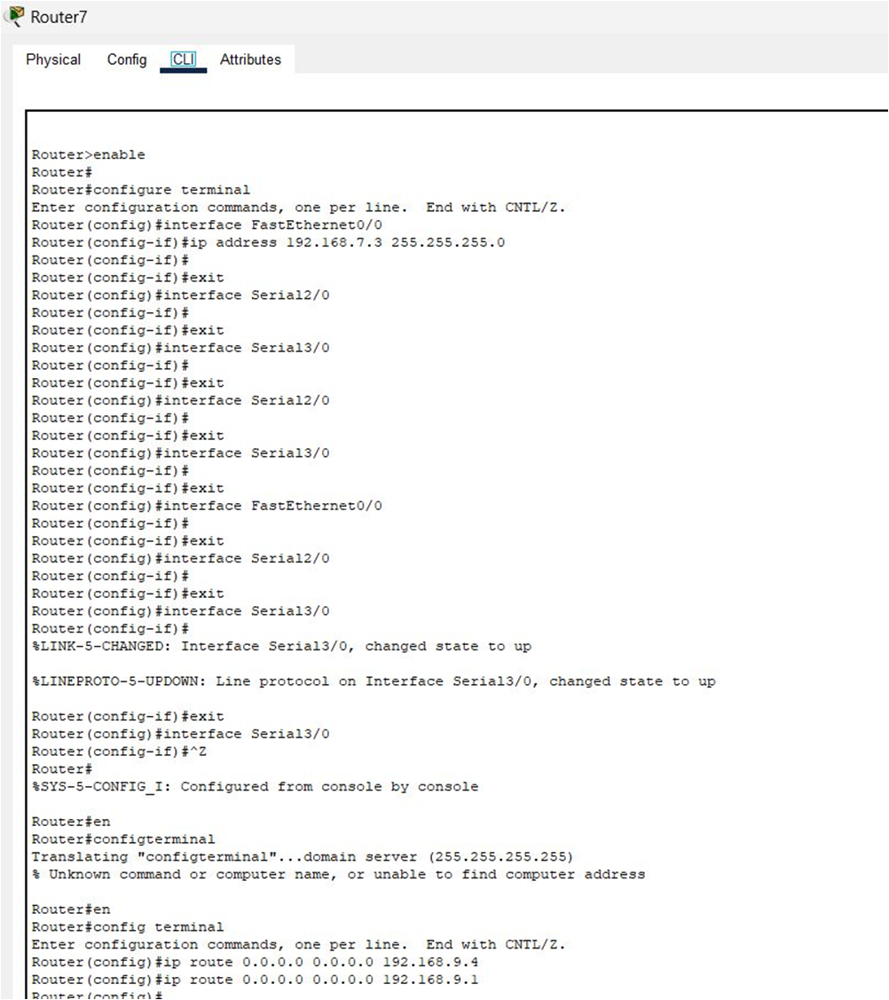 Router7
Physical Config CLI Attributes
Router>enable
Router#
Router#configure terminal
Enter configuration commands, one per line.  End with CNTL/Z.
Router(config)#interface FastEthernet0/0
Router(config-if)#ip address 192.168.7.3 255.255.255.0
Router(config-if)#
Router(config-if)#exit
Router(config)#interface Serial2/0
Router(config-if)#
Router(config-if)#exit
Router(config)#interface Serial3/0
Router(config-if)#
Router(config-if)#exit
Router(config)#interface Serial2/0
Router(config-if)#
Router(config-if)#exit
Router(config)#interface Serial3/0
Router(config-if)#
Router(config-if)#exit
Router(config)#interface FastEthernet0/0
Router(config-if)#
Router(config-if)#exit
Router(config)#interface Serial2/0
Router(config-if)#
Router(config-if)#exit
Router(config)#interface Serial3/0
Router(config-if)#
%LINK-5-CHANGED: Interface Serial3/0, changed state to up
%LINEPROTO-5-UPDOWN: Line protocol on Interface Serial3/0, changed state to up
Router(config-if)#exit
Router(config)#interface Serial3/0
Router(config-if)#^Z
Router#
%SYS-5-CONFIG_I: Configured from console by console
Router#en
Router#configterminal
Translating "configterminal"...domain server (255.255.255.255)
% Unknown command or computer name, or unable to find computer address
Router#en
Router#config terminal
Enter configuration commands, one per line.  End with CNTL/Z.
Router(config)#ip route 0.0.0.0 0.0.0.0 192.168.9.4
Router(config)#ip route 0.0.0.0 0.0.0.0 192.168.9.1
Router(config)#